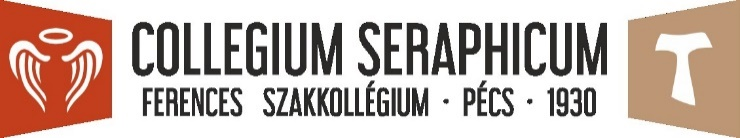 COLLEGIUM SERAPHICUM
FERENCES SZAKKOLLÉGIUM · PÉCS · 1930